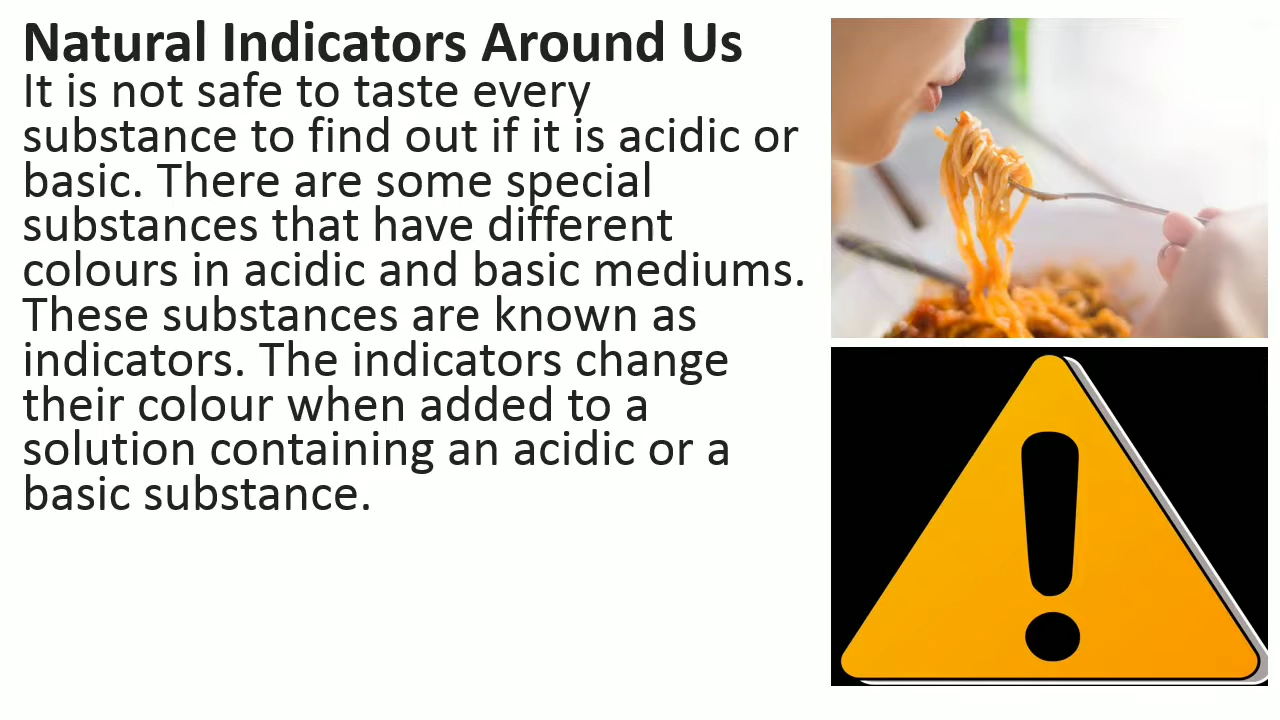 Natural Indicators Around Us
It is not safe to taste every
substance to find out if it is acidic or
basic. There are some special
substances that have different
colours in acidic and basic mediums.
These substances are known as
indicators. The indicators change
their colour when added to a
solution containing an acidic or a
basic substance.